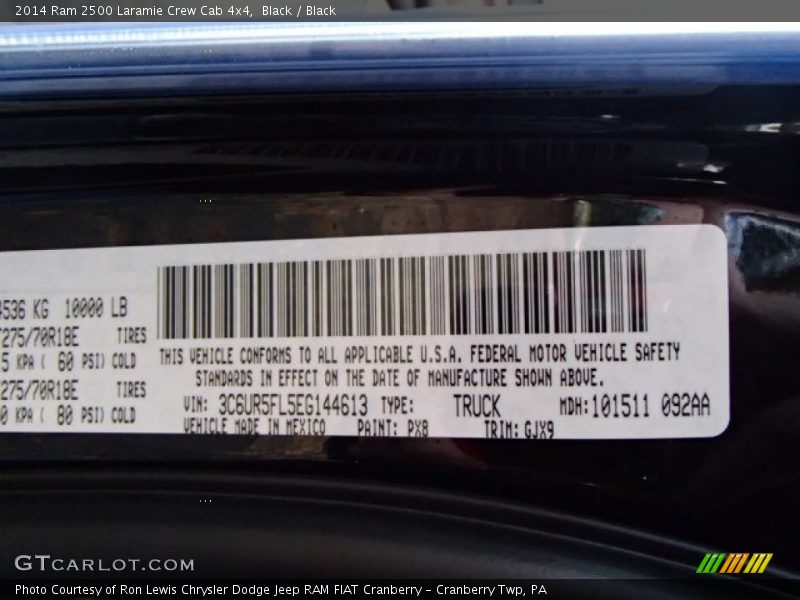 2014 Ram 2500 Laramie Crew Cab 4x4,  Black / Black
4536 KG 10000 LB
275/70R18E TIRES
5 KPA ( 60 PSI) COLD
275/70R18E TIRES
0 KPA ( 80 PSI) COLD
THIS VEHICLE CONFORMS TO ALL APPLICABLE U.S.A. FEDERAL MOTOR VEHICLE SAFETY
STANDARDS IN EFFECT ON THE DATE OF MANUFACTURE SHOWN ABOVE.
VIN: 3C6UR5FL5EG144613 TYPE: TRUCK MDH:101511 092AA
VEHICLE MADE IN MEXICO PAINT: PX8 TRIM: GJX9
GTCARLOT.COM
Photo Courtesy of Ron Lewis Chrysler Dodge Jeep RAM FIAT Cranberry – Cranberry Twp, PA